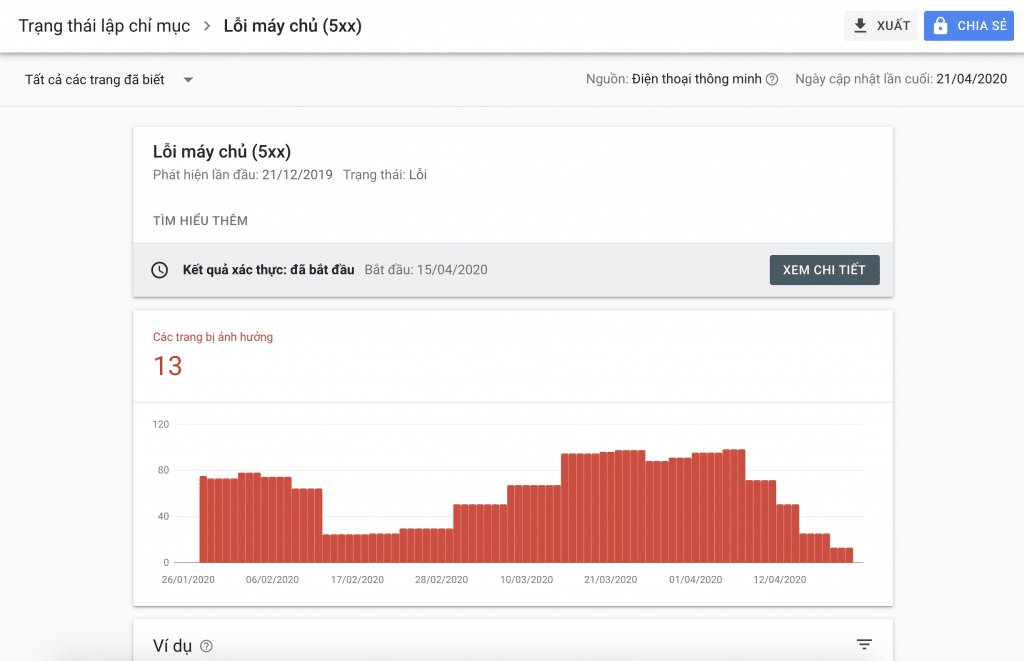 Trạng thái lập chỉ mục > Lỗi máy chủ (5xx) XUẤT CHIA SẺ
Tất cả các trang đã biết Nguồn: Điện thoại thông minh Ngày cập nhật lần cuối: 21/04/2020
Lỗi máy chủ (5xx)
Phát hiện lần đầu: 21/12/2019 Trạng thái: Lỗi
TÌM HIỂU THÊM
Kết quả xác thực: đã bắt đầu Bắt đầu: 15/04/2020 XEM CHI TIẾT
Các trang bị ảnh hưởng
13
120
80
40
0
26/01/2020 06/02/2020 17/02/2020 28/02/2020 10/03/2020 21/03/2020 01/04/2020 12/04/2020
Ví dụ